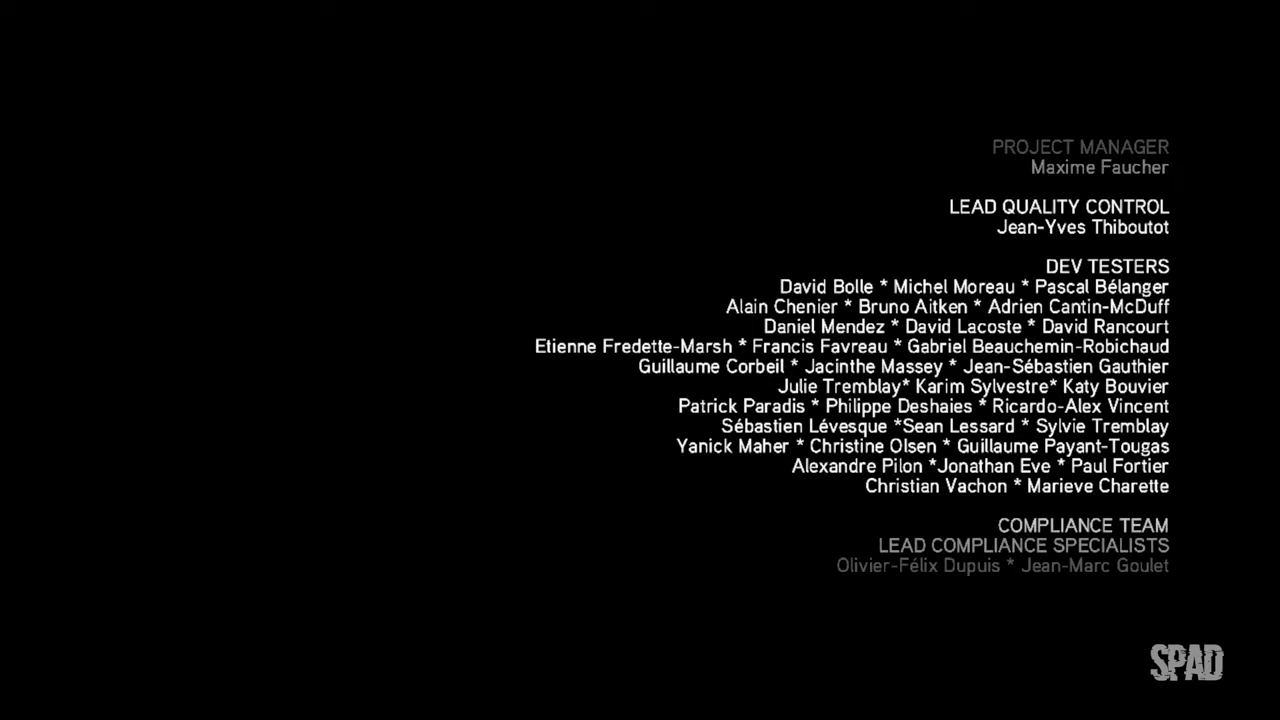 PROJECT MANAGER
Maxime Faucher
LEAD QUALITY CONTROL
Jean-Yves Thiboutot
DEV TESTERS
David Bolle * Michel Moreau * Pascal Bélanger
Alain Chenier * Bruno Aitken * Adrien Cantin-McDuff
Daniel Mendez * David Lacoste * David Rancourt
Etienne Fredette-Marsh * Francis Favreau * Gabriel Beauchemin-Robichaud
Guillaume Corbeil * Jacinthe Massey * Jean-Sébastien Gauthier
Julie Tremblay* Karim Sylvestre* Katy Bouvier
Patrick Paradis * Philippe Deshaies * Ricardo-Alex Vincent
Sébastien Lévesque *Sean Lessard * Sylvie Tremblay
Yanick Maher * Christine Olsen * Guillaume Payant-Tougas
Alexandre Pilon *Jonathan Eve * Paul Fortier
Christian Vachon * Marieve Charette
COMPLIANCE TEAM
LEAD COMPLIANCE SPECIALISTS
Olivier-Félix Dupuis * Jean-Marc Goulet
SPAD